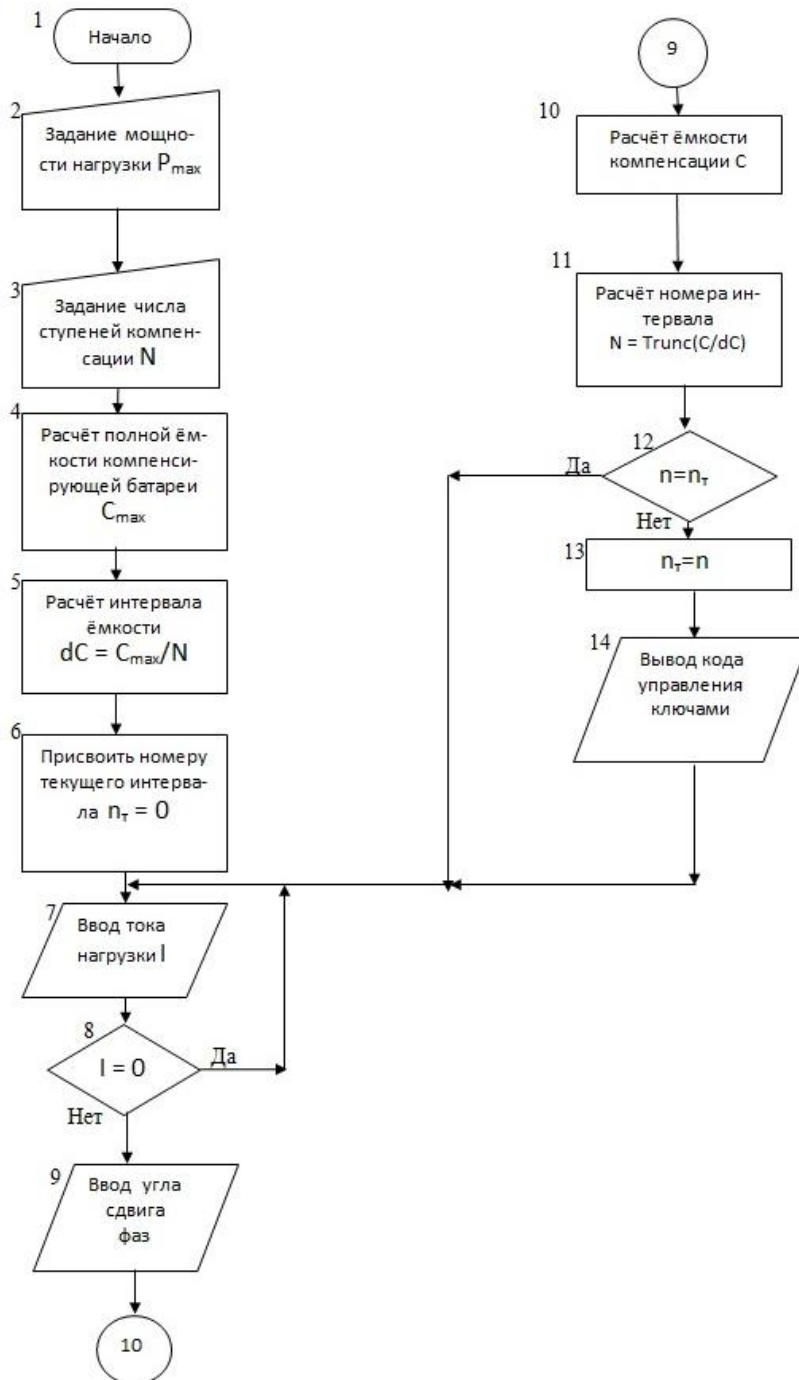 1
Начало
2
Задание мощно-
сти нагрузки Pmax
3
Задание числа
ступеней компен-
сации N
4
Расчёт полной ём-
кости компенси-
рующей батареи
Cmax
5
Расчёт интервала
ёмкости
dC = Cmax/N
6
Присвоить номеру
текущего интерва-
ла nт = 0
7
Ввод тока
нагрузки I
8
I = 0
Да
Нет
9
Ввод угла
сдвига
фаз
10
9
10
Расчёт ёмкости
компенсации C
11
Расчёт номера ин-
тервала
N = Trunc(C/dC)
12
Да
n=nт
Нет
13
nт=n
14
Вывод кода
управления
ключами